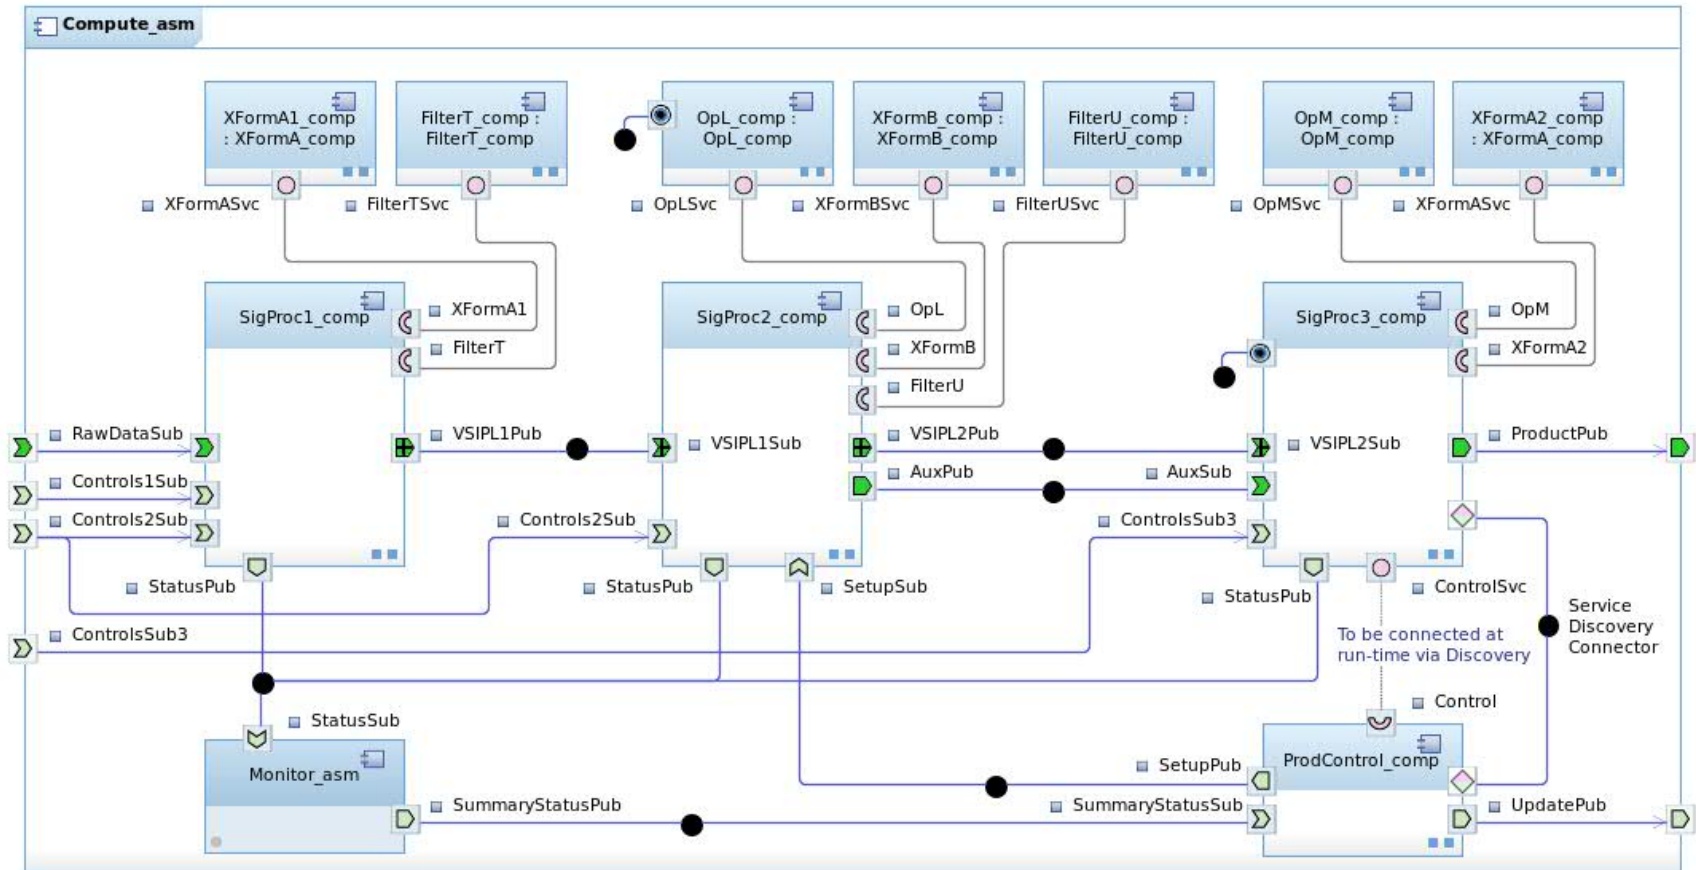 Compute_asm
XFormA1_comp
: XFormA_comp
FilterT_comp :
FilterT_comp
OpL_comp :
OpL_comp
XFormB_comp :
XFormB_comp
FilterU_comp :
FilterU_comp
OpM_comp :
OpM_comp
XFormA2_comp
: XFormA_comp
XFormASvc
FilterTSvc
OpLSvc
XFormBSvc
FilterUSvc
OpMSvc
XFormASvc
SigProc1_comp
XFormA1
FilterT
SigProc2_comp
OpL
XFormB
FilterU
SigProc3_comp
OpM
XFormA2
RawDataSub
VSIPL1Pub
VSIPL1Sub
VSIPL2Pub
VSIPL2Sub
ProductPub
Controls1Sub
AuxPub
AuxSub
Controls2Sub
Controls2Sub
ControlsSub3
StatusPub
StatusPub
SetupSub
StatusPub
ControlSvc
ControlsSub3
To be connected at
run-time via Discovery
Service
Discovery
Connector
StatusSub
Control
Monitor_asm
SetupPub
ProdControl_comp
SummaryStatusPub
SummaryStatusSub
UpdatePub